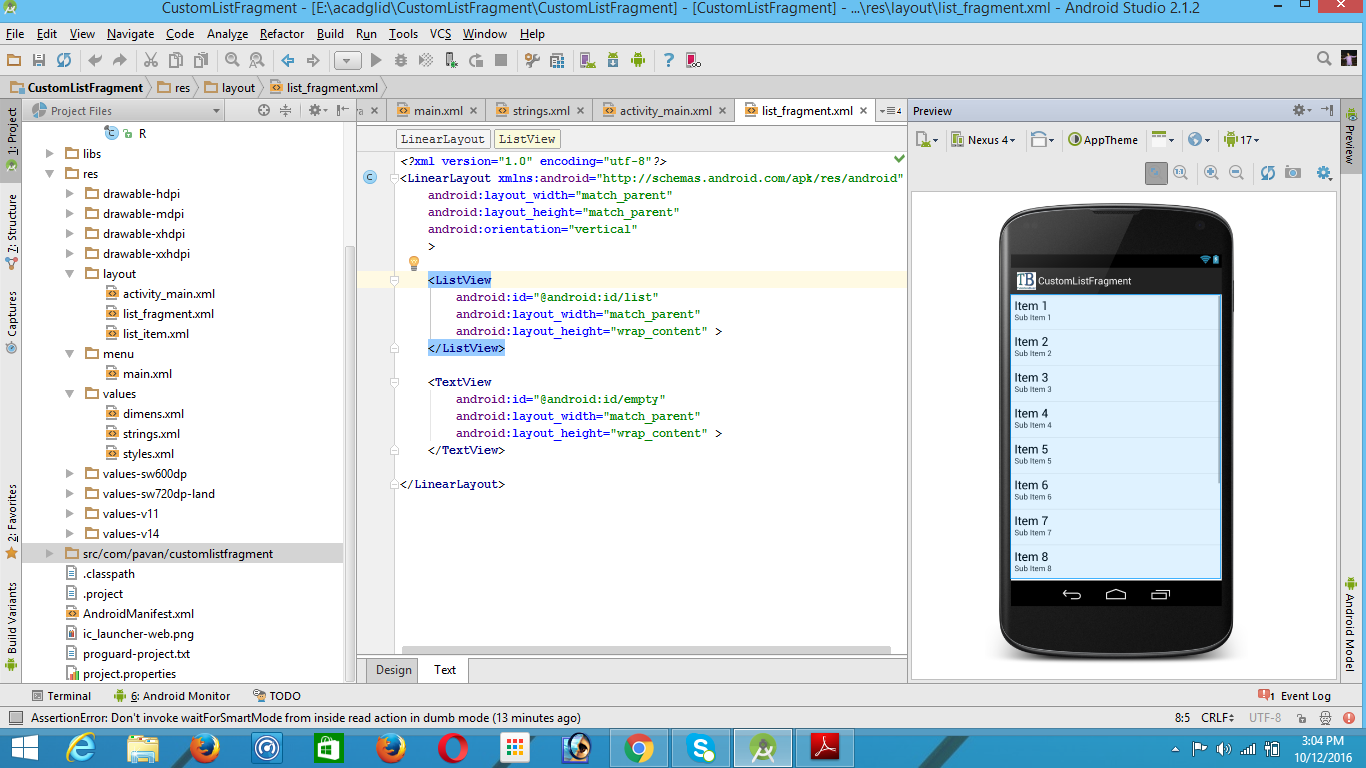 CustomListFragment - [E:\acadglid\CustomListFragment\CustomListFragment] - [CustomListFragment] - ...\res\layout\list_fragment.xml - Android Studio 2.1.2
File Edit View Navigate Code Analyze Refactor Build Run Tools VCS Window Help
CustomListFragment res layout list_fragment.xml
1: Project
7: Structure
Captures
2: Favorites
Build Variants
Project Files
C R
libs
res
drawable-hdpi
drawable-mdpi
drawable-xhdpi
drawable-xxhdpi
layout
activity_main.xml
list_fragment.xml
list_item.xml
menu
main.xml
values
dimens.xml
strings.xml
styles.xml
values-sw600dp
values-sw720dp-land
values-v11
values-v14
src/com/pavan/customlistfragment
.classpath
.project
AndroidManifest.xml
ic_launcher-web.png
proguard-project.txt
project.properties
main.xml strings.xml activity_main.xml list_fragment.xml 4
LinearLayout ListView
<?xml version="1.0" encoding="utf-8"?>
C <LinearLayout xmlns:android="http://schemas.android.com/apk/res/android"
android:layout_width="match_parent"
android:layout_height="match_parent"
android:orientation="vertical"
>
<ListView
android:id="@android:id/list"
android:layout_width="match_parent"
android:layout_height="wrap_content" >
</ListView>
<TextView
android:id="@android:id/empty"
android:layout_width="match_parent"
android:layout_height="wrap_content" >
</TextView>
</LinearLayout>
Design Text
Preview
Nexus 4 AppTheme 17
1:1
TB CustomListFragment
Item 1
Sub Item 1
Item 2
Sub Item 2
Item 3
Sub Item 3
Item 4
Sub Item 4
Item 5
Sub Item 5
Item 6
Sub Item 6
Item 7
Sub Item 7
Item 8
Sub Item 8
Preview
Android Model
Terminal 6: Android Monitor TODO 1 Event Log
AssertionError: Don't invoke waitForSmartMode from inside read action in dumb mode (13 minutes ago) 8:5 CRLF UTF-8
3:04 PM
10/12/2016